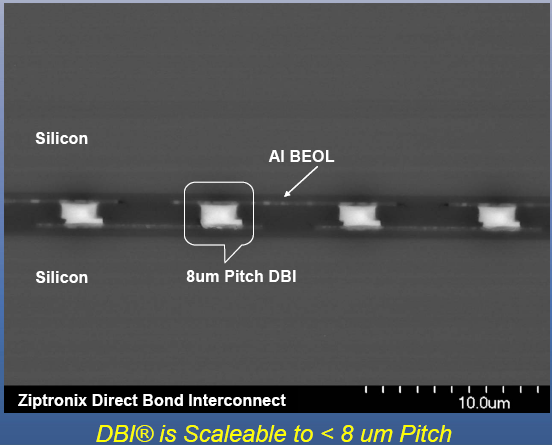 Silicon
Al BEOL
Silicon
8um Pitch DBI
Ziptronix Direct Bond Interconnect
10.0um
DBI® is Scaleable to < 8 um Pitch